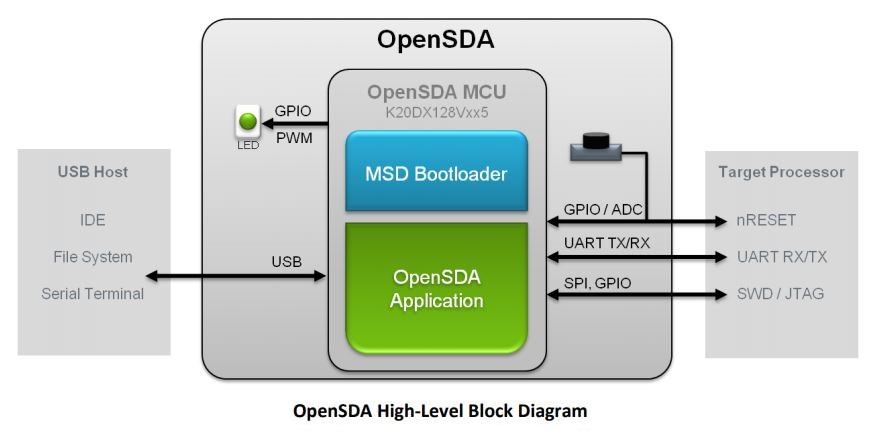 OpenSDA
OpenSDA MCU
K20DX128Vxx5
GPIO
PWM
LED
MSD Bootloader
USB Host
IDE
File System
Serial Terminal
USB
OpenSDA
Application
GPIO / ADC
UART TX/RX
SPI, GPIO
Target Processor
nRESET
UART RX/TX
SWD / JTAG
OpenSDA High-Level Block Diagram